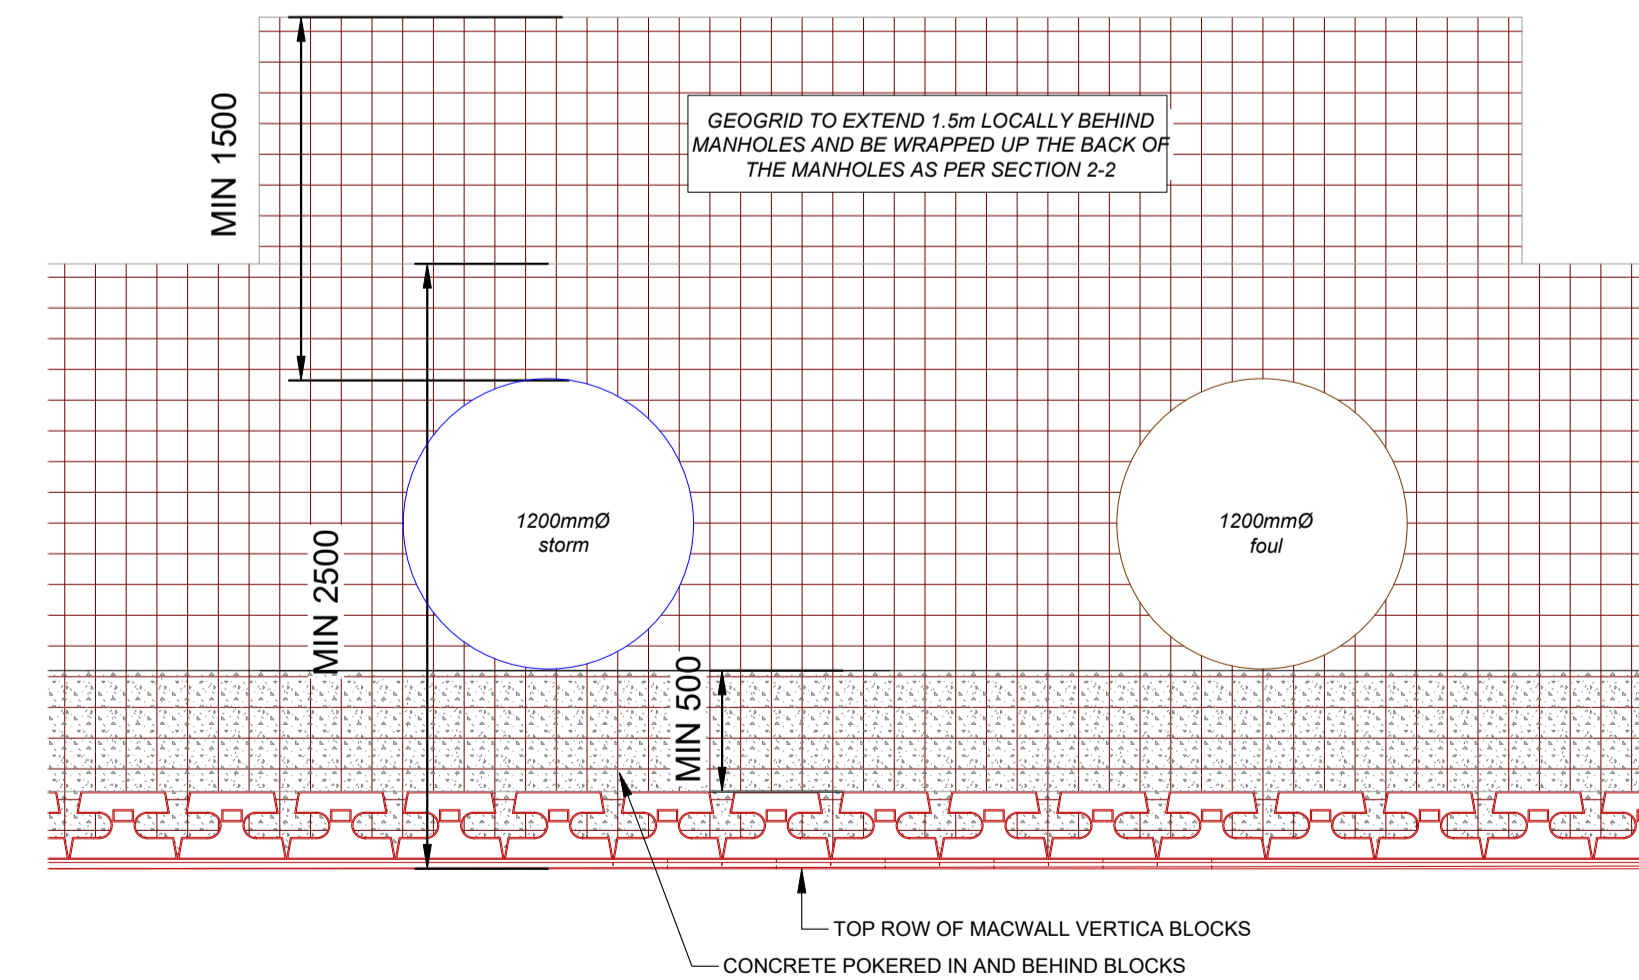 MIN 1500
GEOGRID TO EXTEND 1.5m LOCALLY BEHIND
MANHOLES AND BE WRAPPED UP THE BACK OF
THE MANHOLES AS PER SECTION 2-2
1200mmØ
storm
1200mmØ
foul
MIN 2500
MIN 500
TOP ROW OF MACWALL VERTICA BLOCKS
CONCRETE POKERED IN AND BEHIND BLOCKS